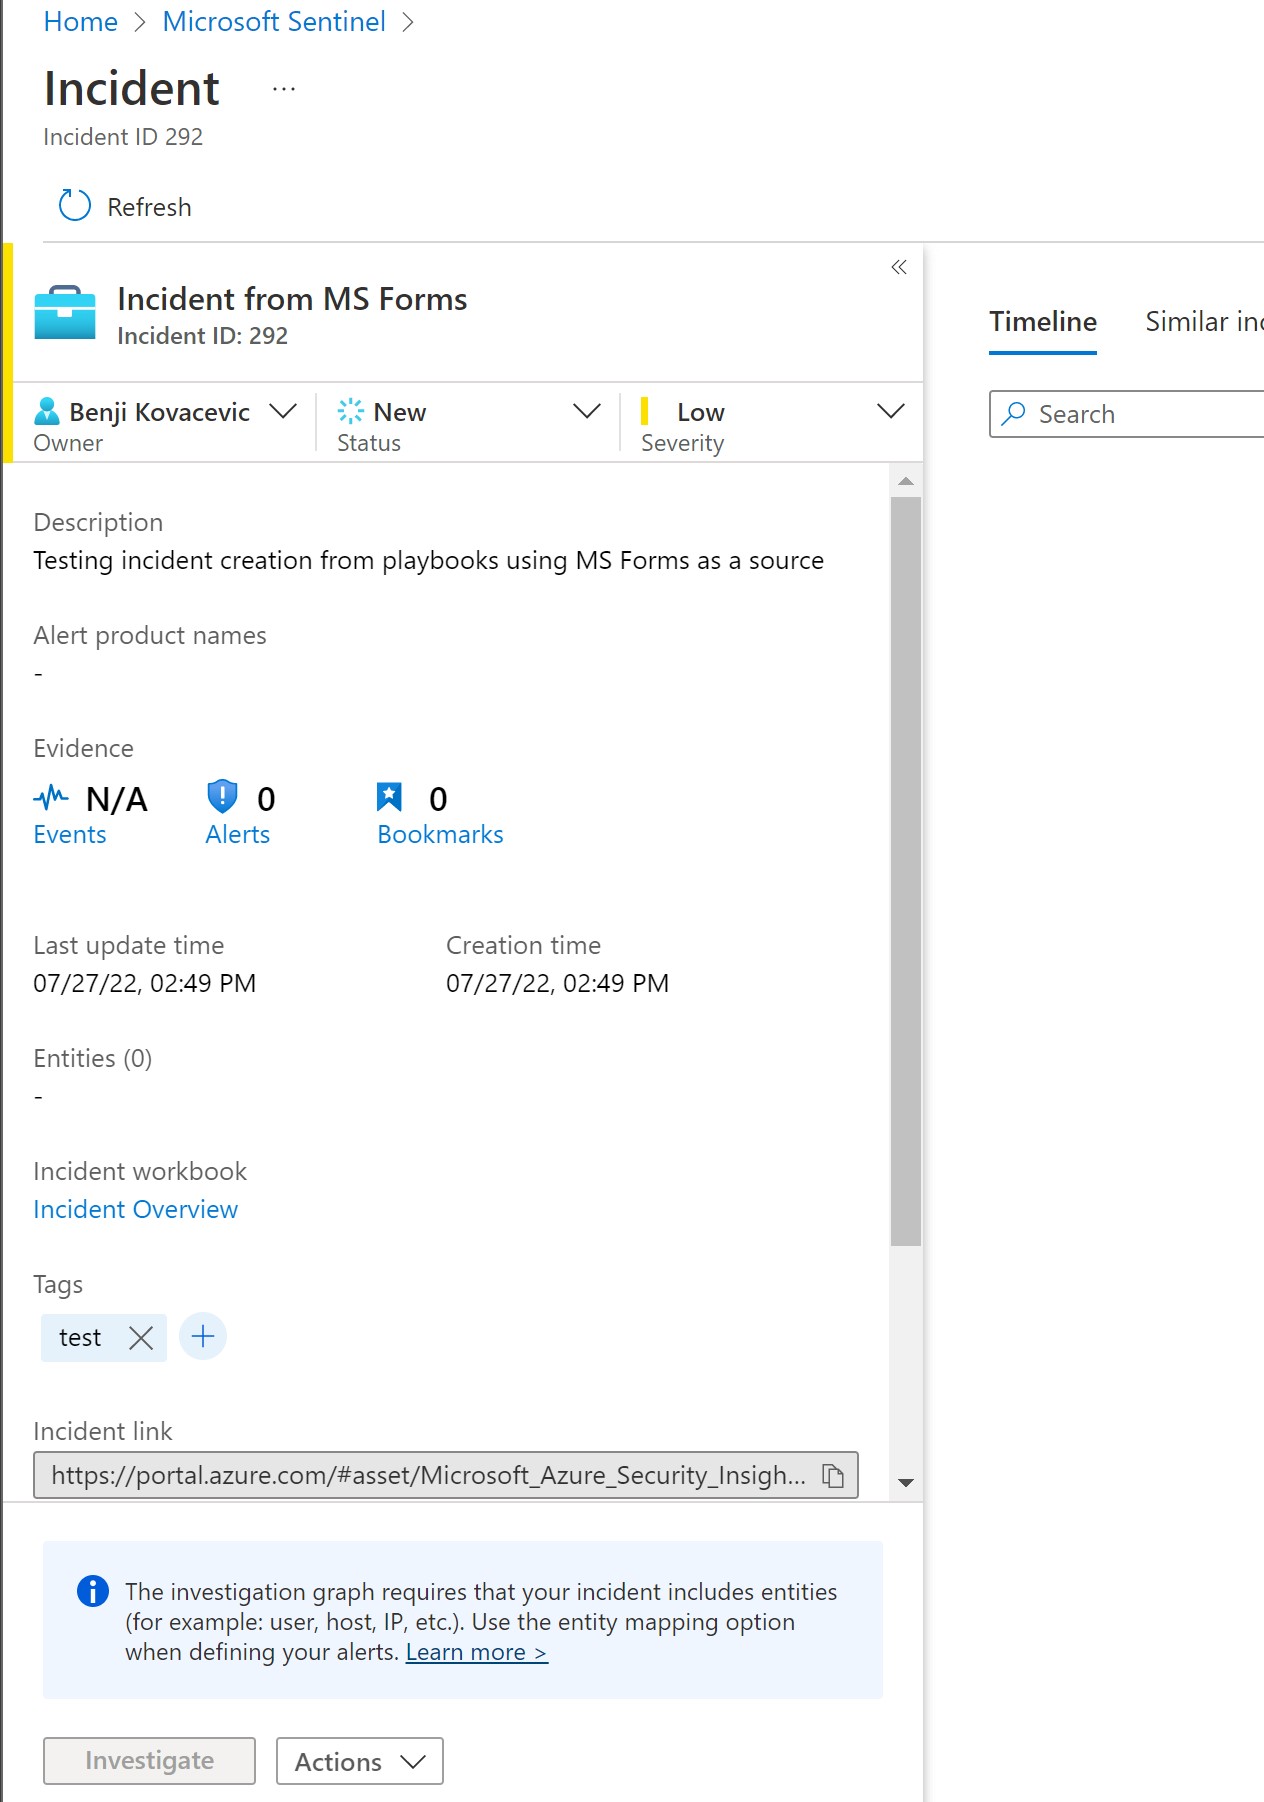 Home > Microsoft Sentinel >
Incident ...
Incident ID 292
Refresh
«
Incident from MS Forms
Incident ID: 292
Benji Kovacevic
Owner
New
Status
Low
Severity
Description
Testing incident creation from playbooks using MS Forms as a source
Alert product names
-
Evidence
N/A
Events
0
Alerts
0
Bookmarks
Last update time
07/27/22, 02:49 PM
Creation time
07/27/22, 02:49 PM
Entities (0)
-
Incident workbook
Incident Overview
Tags
test
Incident link
https://portal.azure.com/#asset/Microsoft_Azure_Security_Insigh...
The investigation graph requires that your incident includes entities
(for example: user, host, IP, etc.). Use the entity mapping option
when defining your alerts. Learn more >
Investigate
Actions
Timeline
Similar
Search